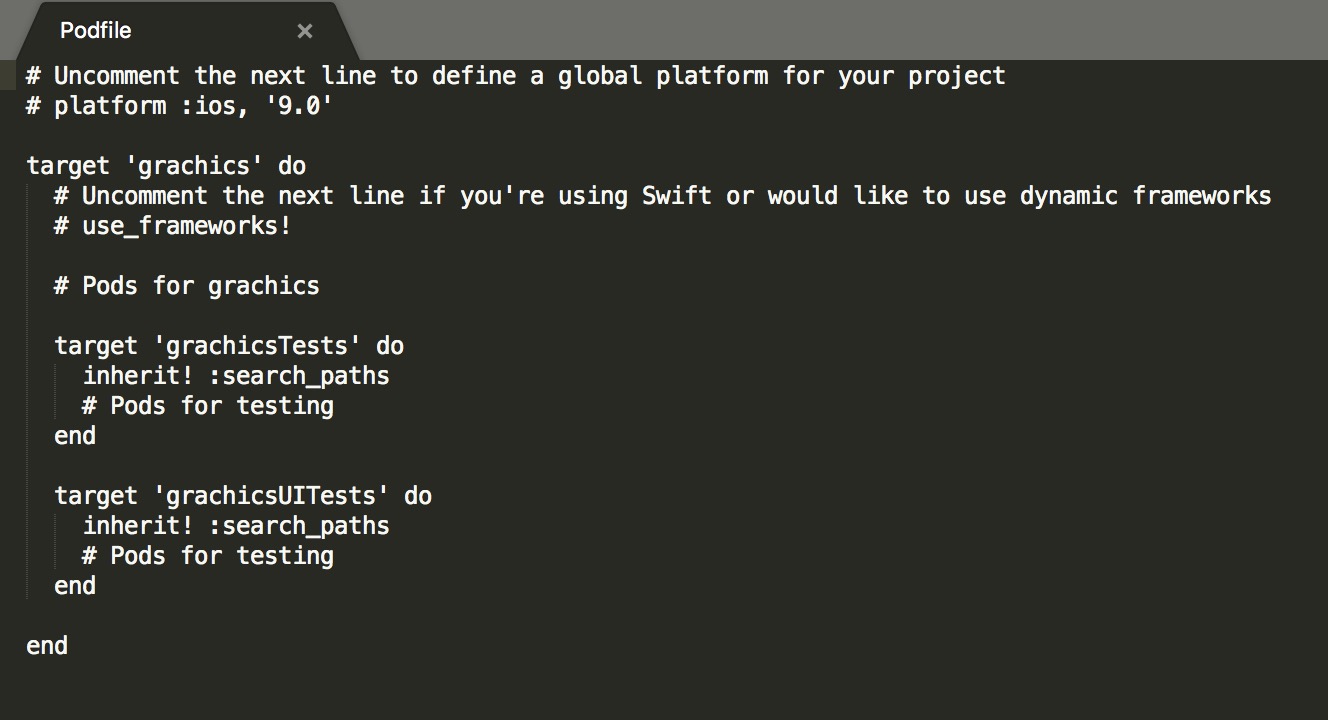 Podfile ×
# Uncomment the next line to define a global platform for your project
# platform :ios, '9.0'
target 'grachics' do
# Uncomment the next line if you're using Swift or would like to use dynamic frameworks
# use_frameworks!
# Pods for grachics
target 'grachicsTests' do
inherit! :search_paths
# Pods for testing
end
target 'grachicsUITests' do
inherit! :search_paths
# Pods for testing
end
end